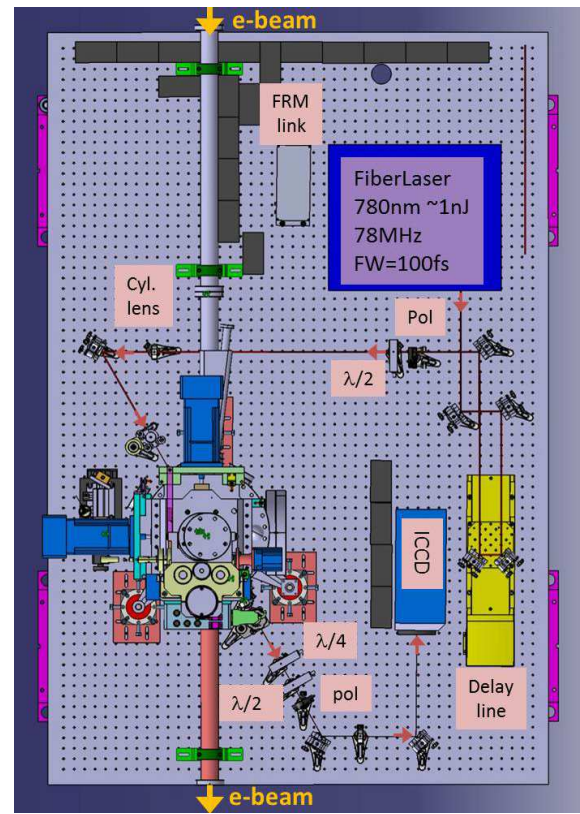 e-beam
FRM
link
FiberLaser
780nm ~1nJ
78MHz
FW=100fs
Cyl.
lens
Pol
λ/2
ICCD
λ/4
λ/2
pol
Delay
line
e-beam